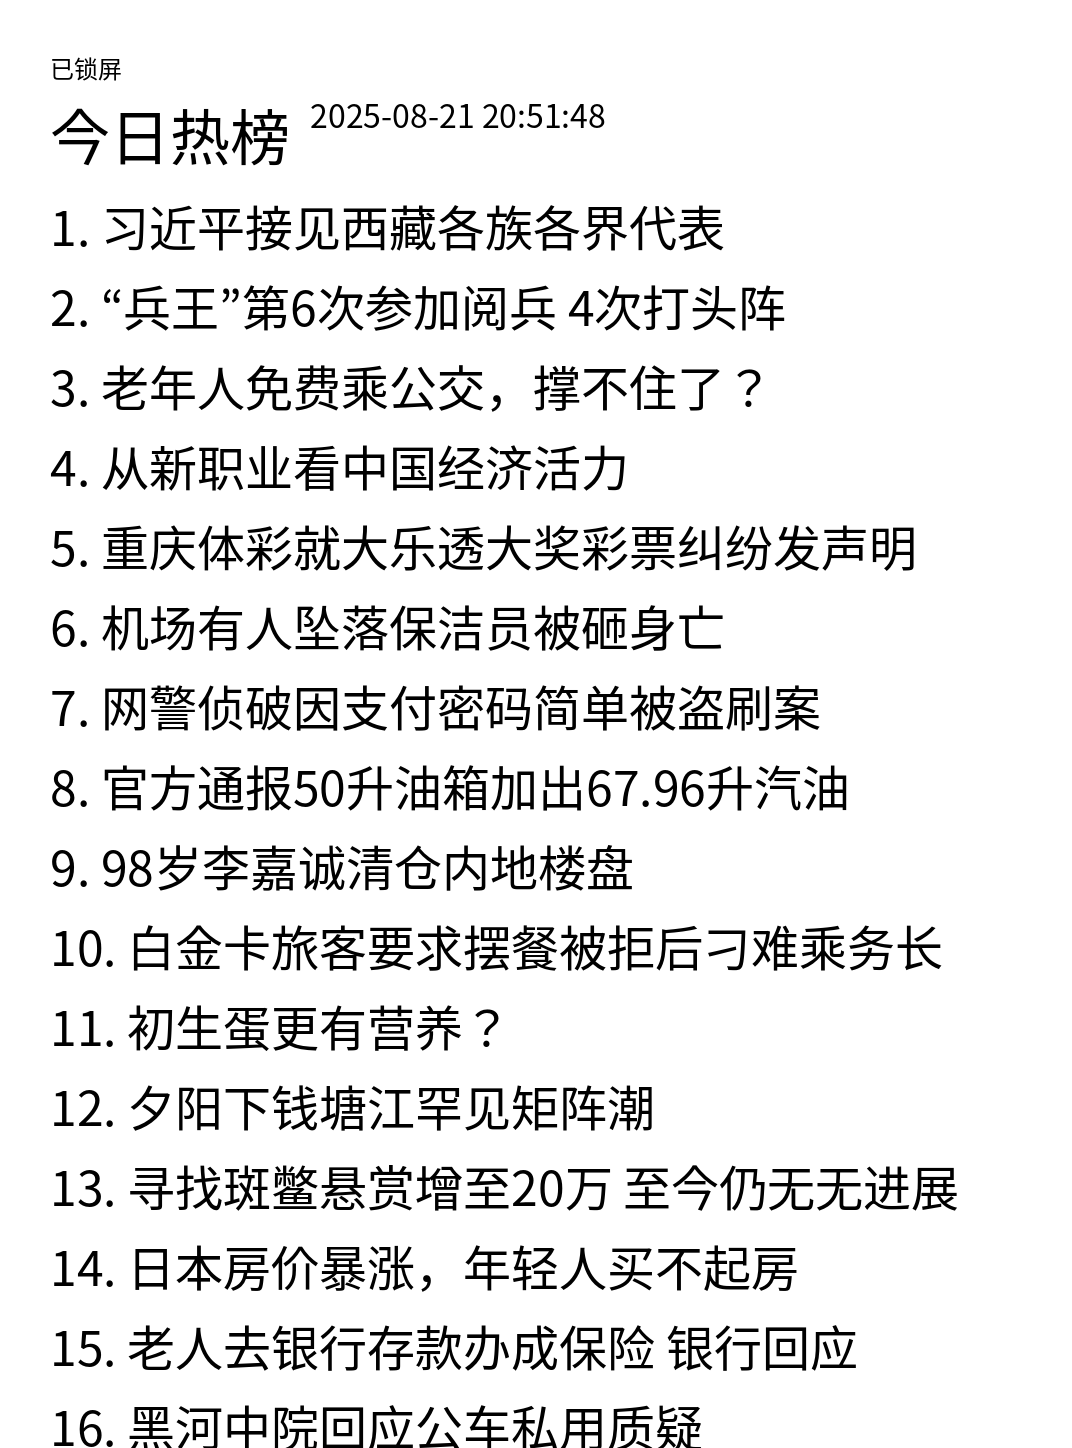 已锁屏
今日热榜 2025-08-21 20:51:48
1. 习近平接见西藏各族各界代表
2. “兵王”第6次参加阅兵 4次打头阵
3. 老年人免费乘公交，撑不住了？
4. 从新职业看中国经济活力
5. 重庆体彩就大乐透大奖彩票纠纷发声明
6. 机场有人坠落保洁员被砸身亡
7. 网警侦破因支付密码简单被盗刷案
8. 官方通报50升油箱加出67.96升汽油
9. 98岁李嘉诚清仓内地楼盘
10. 白金卡旅客要求摆餐被拒后刁难乘务长
11. 初生蛋更有营养？
12. 夕阳下钱塘江罕见矩阵潮
13. 寻找斑鳖悬赏增至20万 至今仍无无进展
14. 日本房价暴涨，年轻人买不起房
15. 老人去银行存款办成保险 银行回应
16. 黑河中院回应公车私用质疑